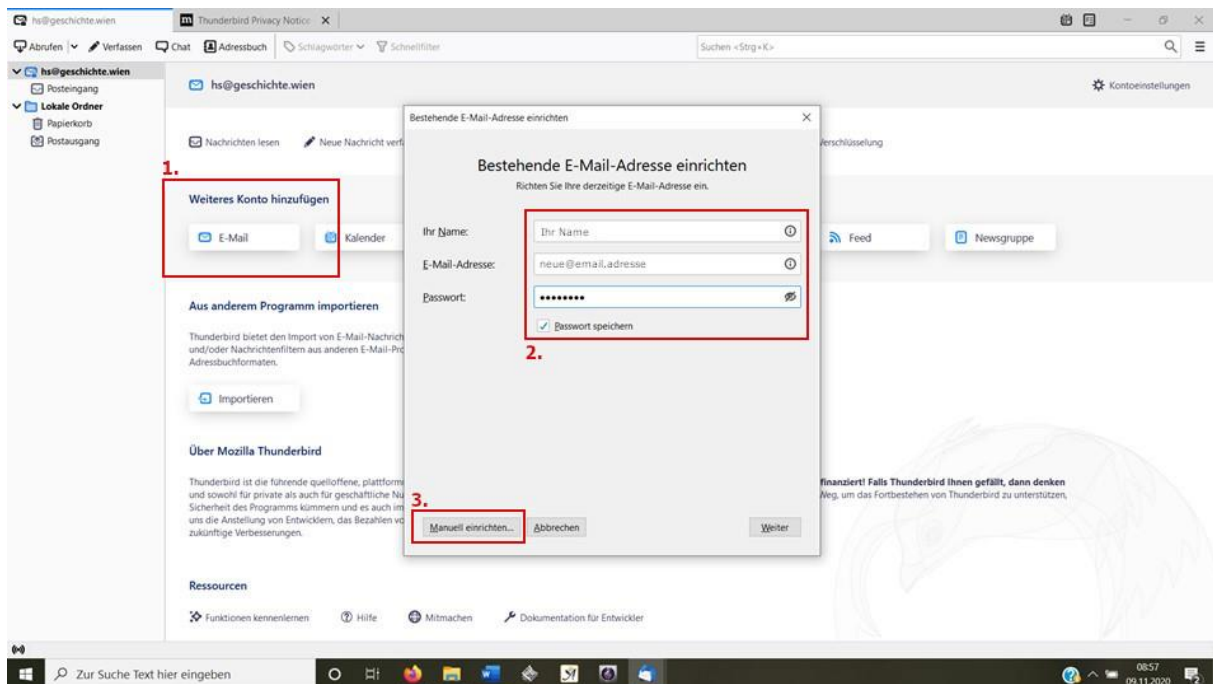 hs@geschichte.wien
Thunderbird Privacy Notice
Abrufen Verfassen Chat Adressbuch Schlagwörter Schnellfilter Suchen <Strg+K>
hs@geschichte.wien
Posteingang
Lokale Ordner
Papierkorb
Postausgang
hs@geschichte.wien
Kontoeinstellungen
Nachrichten lesen Neue Nachricht verf
Verschlüsselung
1.
Weiteres Konto hinzufügen
E-Mail Kalender Feed Newsgruppe
Aus anderem Programm importieren
Thunderbird bietet den Import von E-Mail-Nachrich
und/oder Nachrichtenfiltern aus anderen E-Mail-Pro
Adressbuchformaten.
Importieren
Über Mozilla Thunderbird
Thunderbird ist die führende quelloffene, plattform
und sowohl für private als auch für geschäftliche Nu
Sicherheit des Programms kümmern und es auch im
uns die Anstellung von Entwicklern, das Bezahlen vo
zukünftige Verbesserungen.
finanziert! Falls Thunderbird Ihnen gefällt, dann denken
Weg, um das Fortbestehen von Thunderbird zu unterstützen,
Ressourcen
Funktionen kennenlernen Hilfe Mitmachen Dokumentation für Entwickler
Bestehende E-Mail-Adresse einrichten
Bestehende E-Mail-Adresse einrichten
Richten Sie Ihre derzeitige E-Mail-Adresse ein.
Ihr Name: Ihr Name
E-Mail-Adresse: neue@email.adresse
Passwort: ••••••••
Passwort speichern
2.
3.
Manuell einrichten... Abbrechen Weiter
Zur Suche Text hier eingeben
08:57
09.11.2020
2